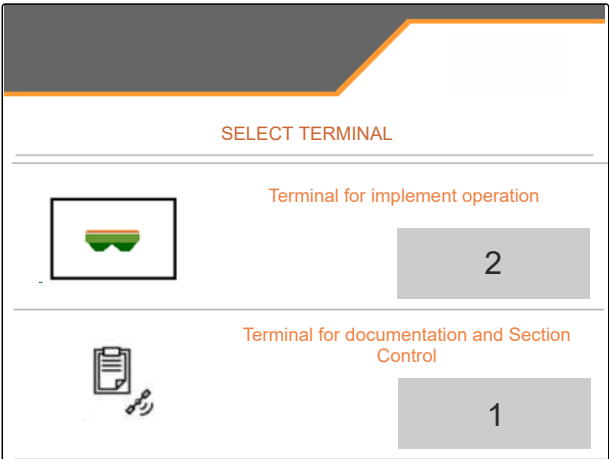 SELECT TERMINAL
Terminal for implement operation
2
Terminal for documentation and Section
Control
1